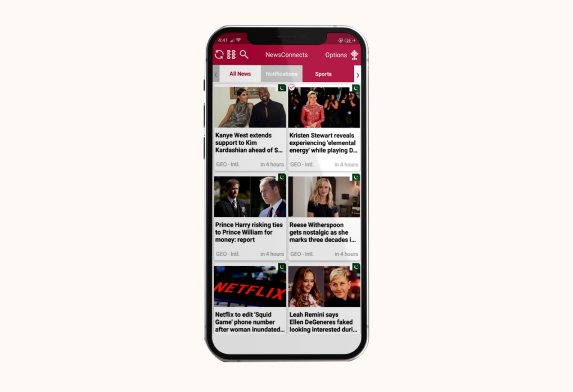 4:41
NewsConnects
Options
All News
Notifications
Sports
Kanye West extends
support to Kim
Kardashian ahead of S...
GEO - Intl.
in 4 hours
Kristen Stewart reveals
experiencing 'elemental
energy' while playing D...
GEO - Intl.
in 4 hours
Prince Harry risking ties
to Prince William for
money: report
GEO - Intl.
in 4 hours
Reese Witherspoon
gets nostalgic as she
marks three decades i...
GEO - Intl.
in 4 hours
NETFLIX
Netflix to edit 'Squid
Game' phone number
after woman inundated...
Leah Remini says
Ellen DeGeneres faked
looking interested duri...